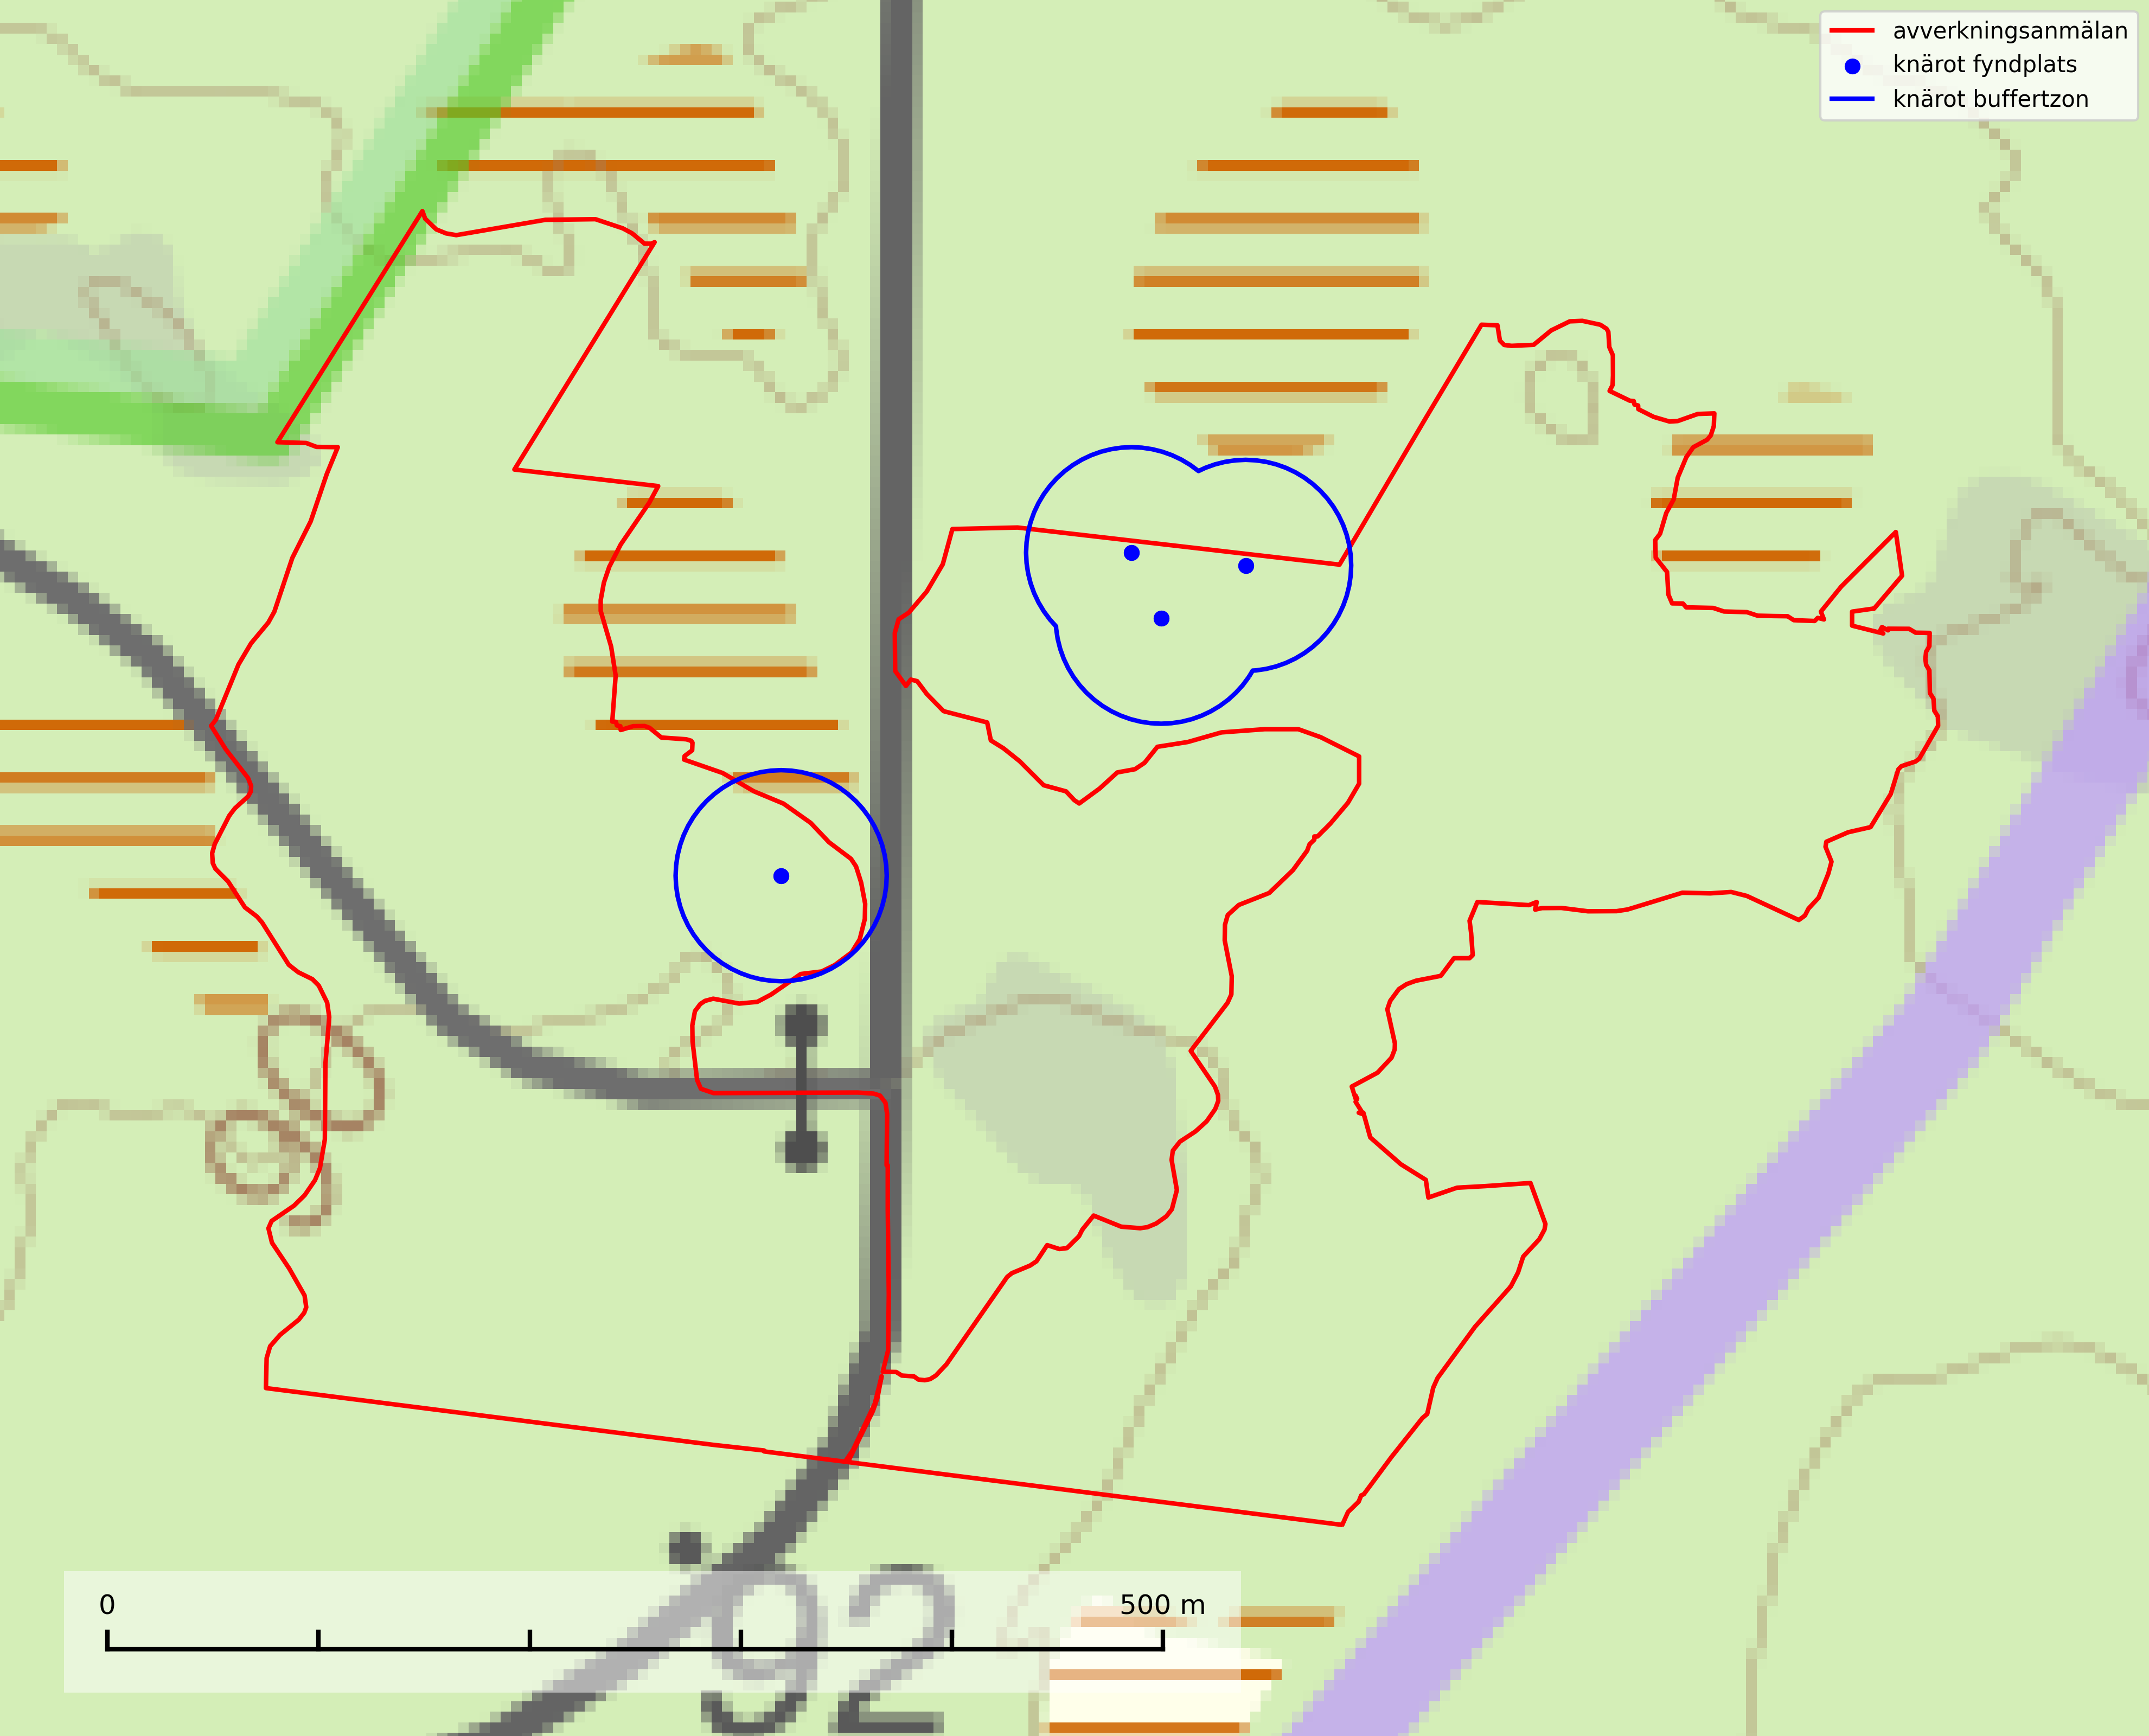 avverkningsanmälan
knärot fyndplats
knärot buffertzon
0 500 m
92